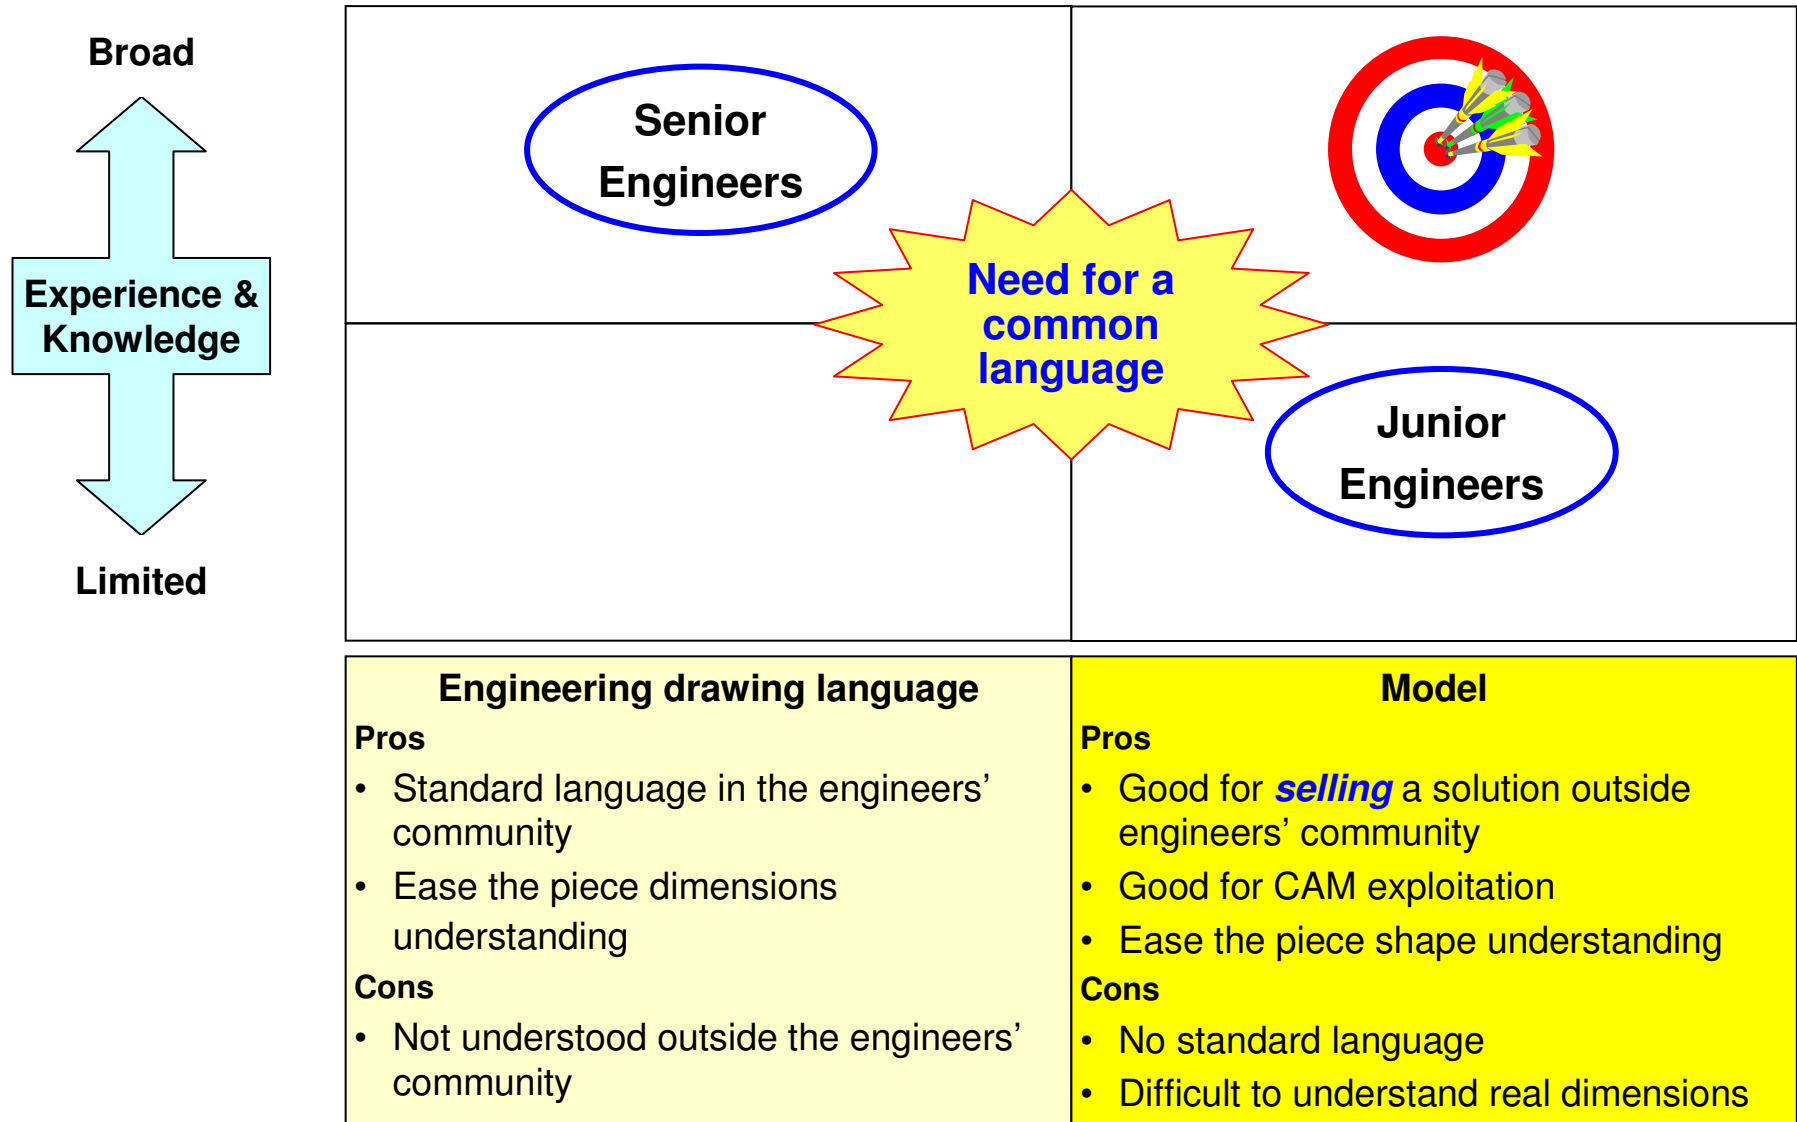 Broad
Experience &
Knowledge
Limited
Senior
Engineers
Need for a
common
language
Junior
Engineers
Engineering drawing language
Pros
• Standard language in the engineers’
community
• Ease the piece dimensions
understanding
Cons
• Not understood outside the engineers’
community
Model
Pros
• Good for selling a solution outside
engineers’ community
• Good for CAM exploitation
• Ease the piece shape understanding
Cons
• No standard language
• Difficult to understand real dimensions